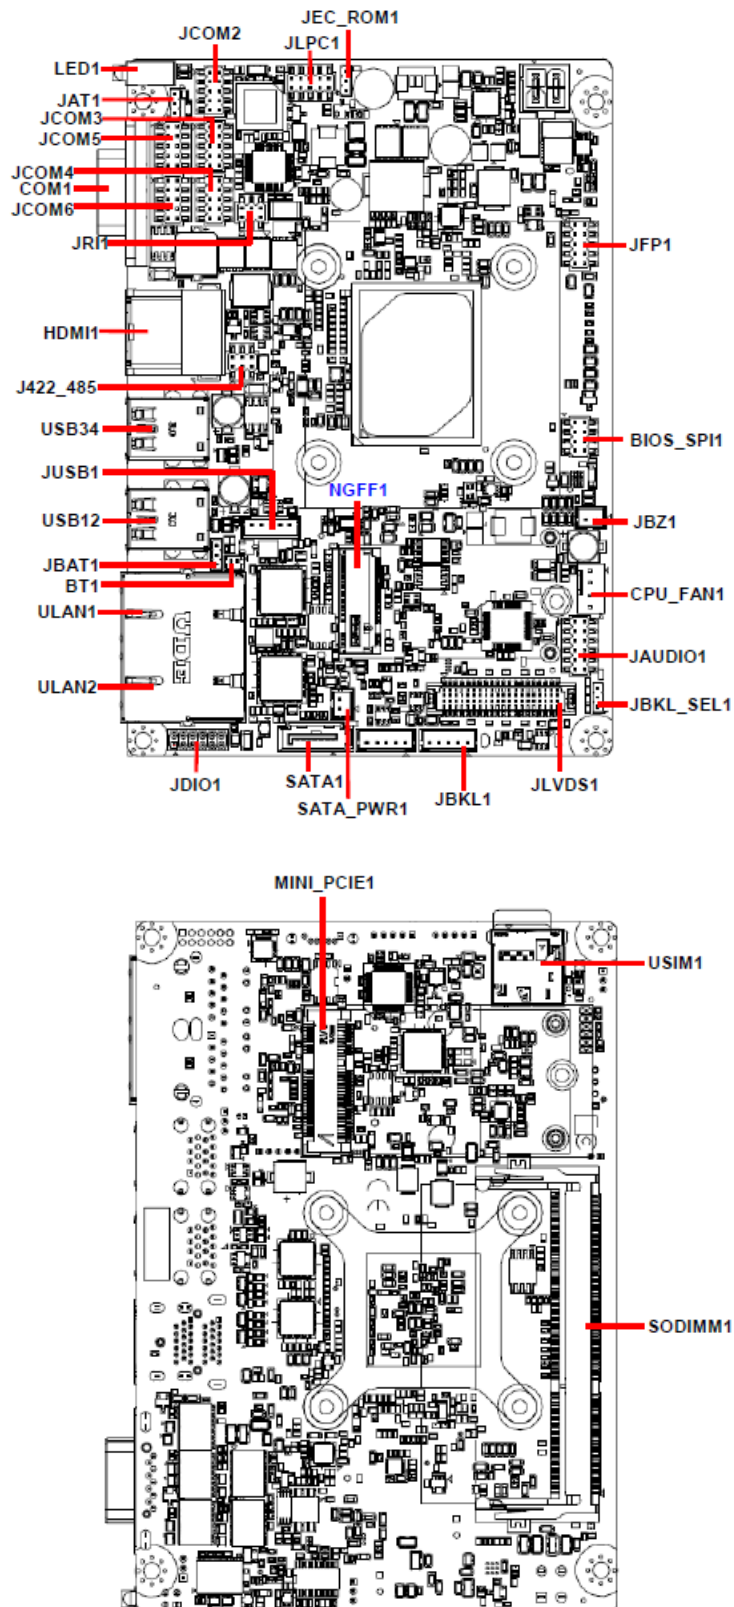 JEC_ROM1
JCOM2
JLPC1
LED1
JAT1
JCOM3
JCOM5
JCOM4
COM1
JCOM6
JRI1
JFP1
HDMI1
J422_485
USB34
BIOS_SPI1
JUSB1
NGFF1
USB12
JBZ1
JBAT1
BT1
CPU_FAN1
ULAN1
JAUDIO1
ULAN2
JBKL_SEL1
JDIO1
SATA1
JLVDS1
JBKL1
SATA_PWR1
MINI_PCIE1
USIM1
SODIMM1